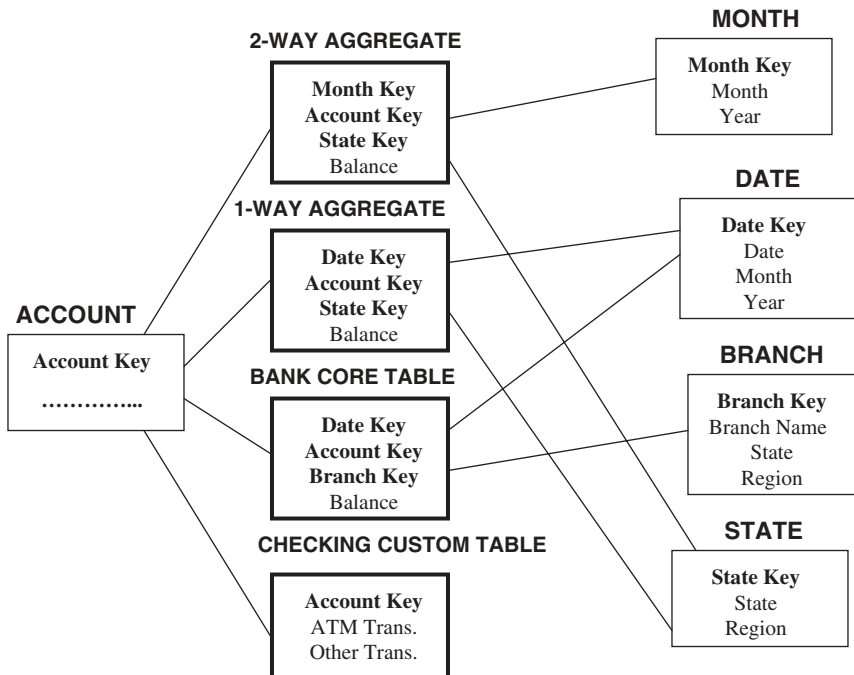 ACCOUNT
Account Key
…………...
2-WAY AGGREGATE
Month Key
Account Key
State Key
Balance
1-WAY AGGREGATE
Date Key
Account Key
State Key
Balance
BANK CORE TABLE
Date Key
Account Key
Branch Key
Balance
CHECKING CUSTOM TABLE
Account Key
ATM Trans.
Other Trans.
MONTH
Month Key
Month
Year
DATE
Date Key
Date
Month
Year
BRANCH
Branch Key
Branch Name
State
Region
STATE
State Key
State
Region